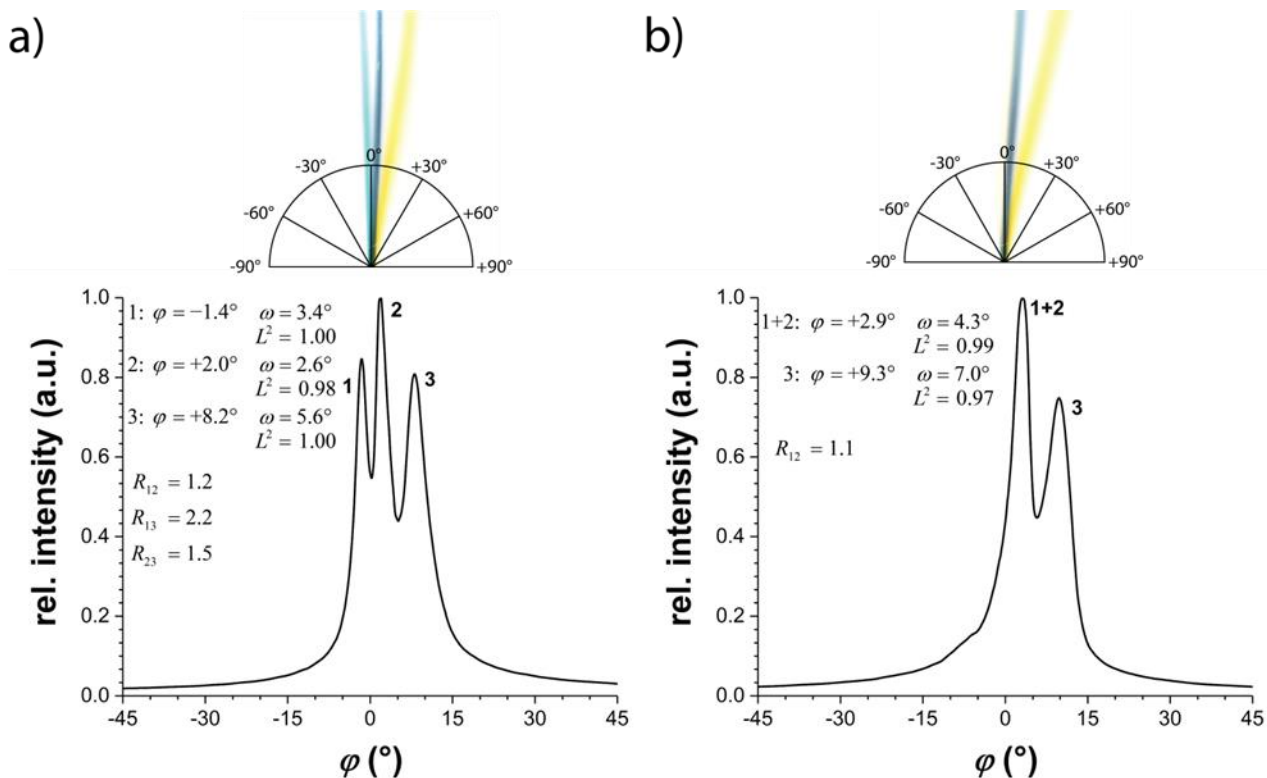 a)
-90°
-60°
-30°
0°
+30°
+60°
+90°
1: φ = −1.4° ω = 3.4°
L² = 1.00
2: φ = +2.0° ω = 2.6°
L² = 0.98
3: φ = +8.2° ω = 5.6°
L² = 1.00
R₁₂ = 1.2
R₁₃ = 2.2
R₂₃ = 1.5
1
2
3
rel. intensity (a.u.)
1.0
0.8
0.6
0.4
0.2
0.0
-45 -30 -15 0 15 30 45
φ (°)
b)
-90°
-60°
-30°
0°
+30°
+60°
+90°
1+2: φ = +2.9° ω = 4.3°
L² = 0.99
3: φ = +9.3° ω = 7.0°
L² = 0.97
R₁₂ = 1.1
1+2
3
rel. intensity (a.u.)
1.0
0.8
0.6
0.4
0.2
0.0
-45 -30 -15 0 15 30 45
φ (°)